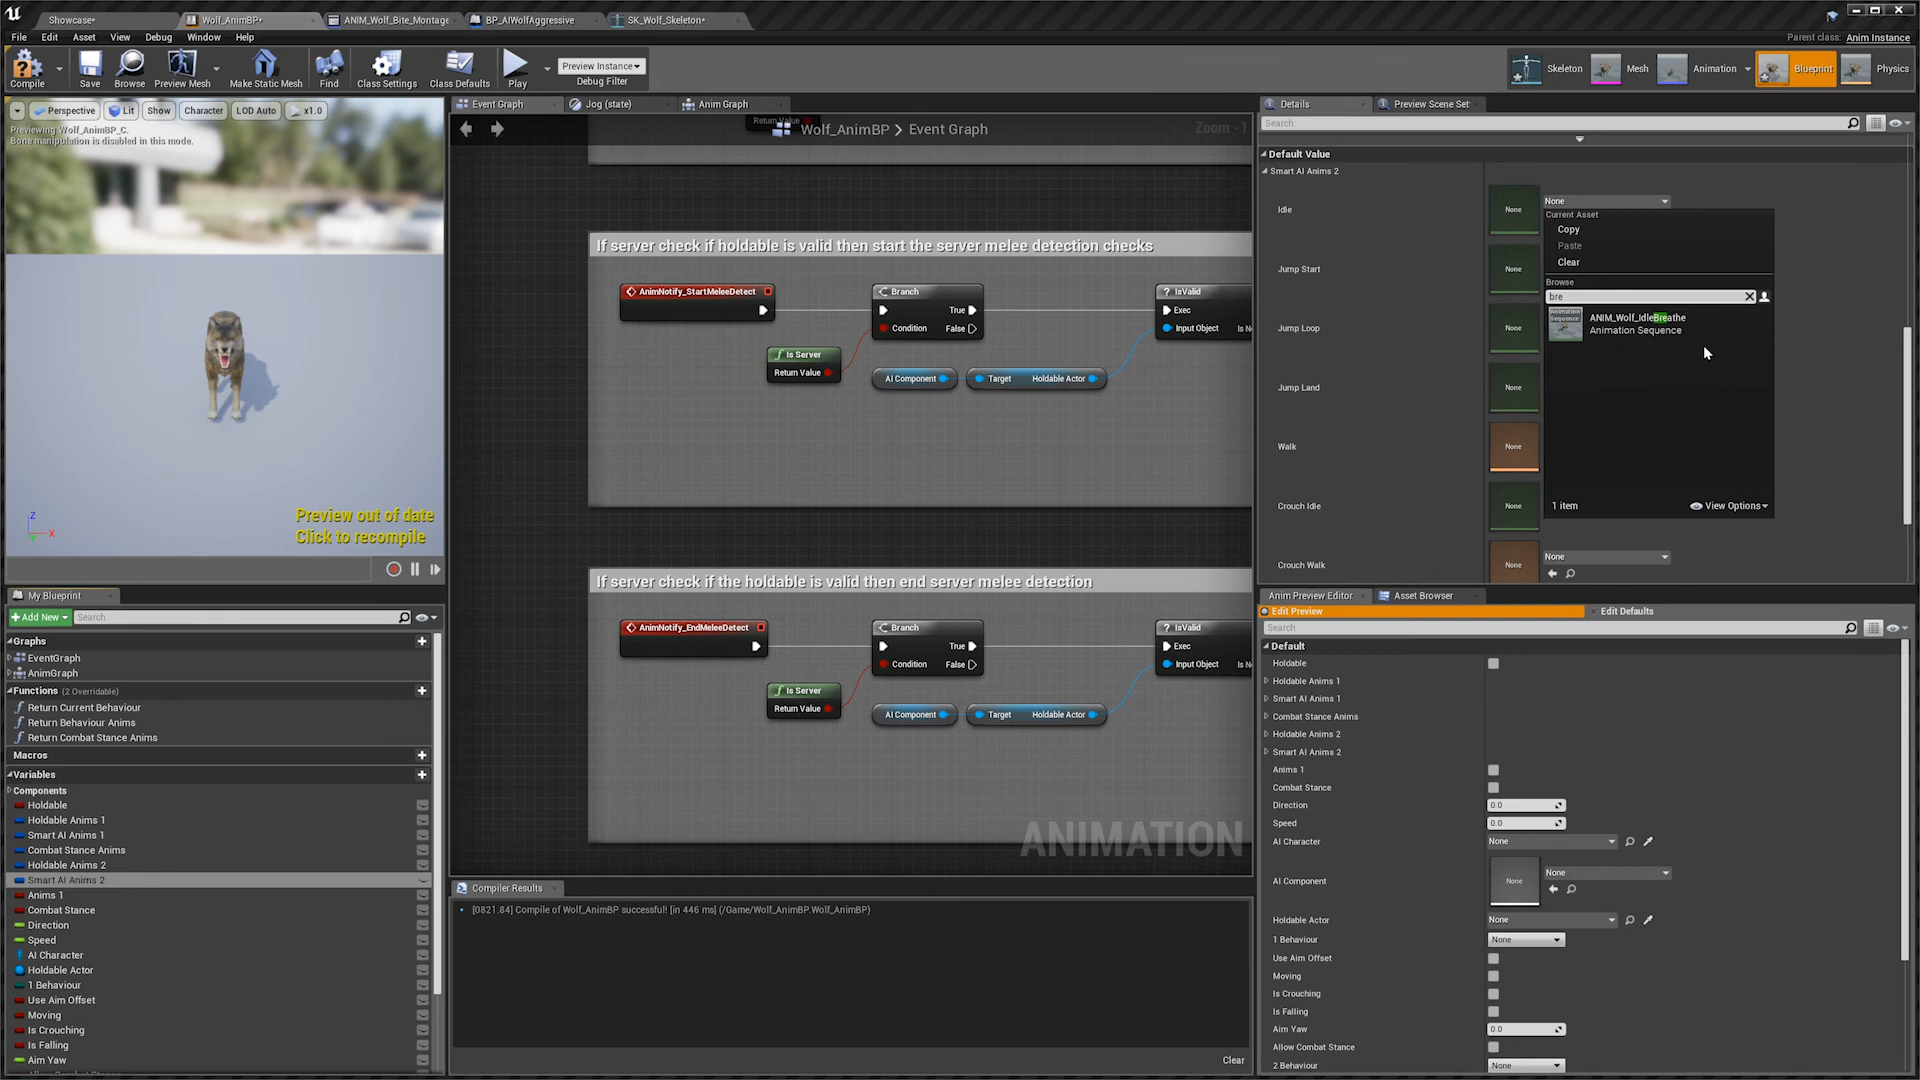 Showcase*
Wolf_AnimBP*
ANIM_Wolf_Bite_Montage
BP_AIWolfAggressive
SK_Wolf_Skeleton*
File Edit Asset View Debug Window Help
Parent class: Anim Instance
Compile
Save
Browse
Preview Mesh
Make Static Mesh
Find
Class Settings
Class Defaults
Play
Preview Instance
Debug Filter
Skeleton
Mesh
Animation
Blueprint
Physics
Perspective
Lit
Show
Character
LOD Auto
x1.0
Previewing Wolf_AnimBP_C.
Bone manipulation is disabled in this mode.
Z
X
Y
Preview out of date
Click to recompile
Event Graph
Jog (state)
Anim Graph
Return Value
Wolf_AnimBP > Event Graph
Zoom -1
If server check if holdable is valid then start the server melee detection checks
AnimNotify_StartMeleeDetect
Branch
True
Condition False
Is Server
Return Value
AI Component
Target Holdable Actor
? IsValid
Exec
Input Object
If server check if the holdable is valid then end server melee detection
AnimNotify_EndMeleeDetect
Branch
True
Condition False
Is Server
Return Value
AI Component
Target Holdable Actor
? IsValid
Exec
Input Object
ANIMATION
Compiler Results
[0821.84] Compile of Wolf_AnimBP successful! [in 446 ms] (/Game/Wolf_AnimBP.Wolf_AnimBP)
Clear
My Blueprint
+Add New
Search
Graphs
EventGraph
AnimGraph
Functions (2 Overridable)
Return Current Behaviour
Return Behaviour Anims
Return Combat Stance Anims
Macros
Variables
Components
Holdable
Holdable Anims 1
Smart AI Anims 1
Combat Stance Anims
Holdable Anims 2
Smart AI Anims 2
Anims 1
Combat Stance
Direction
Speed
AI Character
Holdable Actor
1 Behaviour
Use Aim Offset
Moving
Is Crouching
Is Falling
Aim Yaw
Details
Preview Scene Set
Search
Default Value
Smart AI Anims 2
Idle
None
None
Jump Start
None
Jump Loop
None
Jump Land
None
Walk
None
Crouch Idle
None
Crouch Walk
None
None
Current Asset
Copy
Paste
Clear
Browse
bre
Animation Sequence
ANIM_Wolf_IdleBreathe
Animation Sequence
1 item
View Options
Anim Preview Editor
Asset Browser
Edit Preview
Edit Defaults
Search
Default
Holdable
Holdable Anims 1
Smart AI Anims 1
Combat Stance Anims
Holdable Anims 2
Smart AI Anims 2
Anims 1
Combat Stance
Direction 0.0
Speed 0.0
AI Character None
AI Component None None
Holdable Actor None
1 Behaviour None
Use Aim Offset
Moving
Is Crouching
Is Falling
Aim Yaw 0.0
Allow Combat Stance
2 Behaviour None